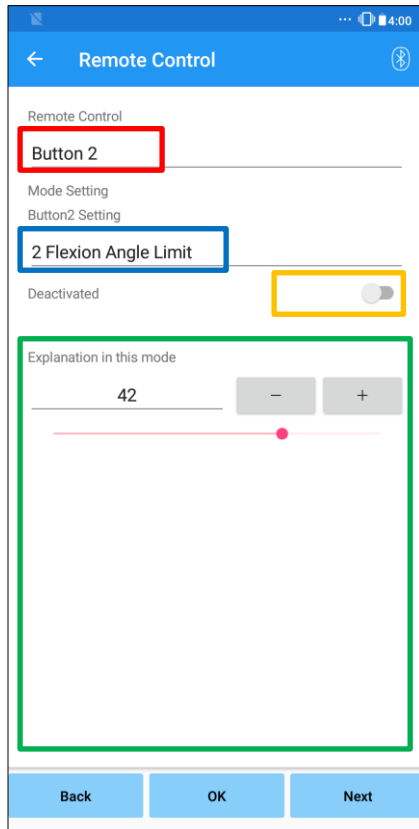 4:00
Remote Control
Remote Control
Button 2
Mode Setting
Button2 Setting
2 Flexion Angle Limit
Deactivated
Explanation in this mode
42 − +
Back OK Next